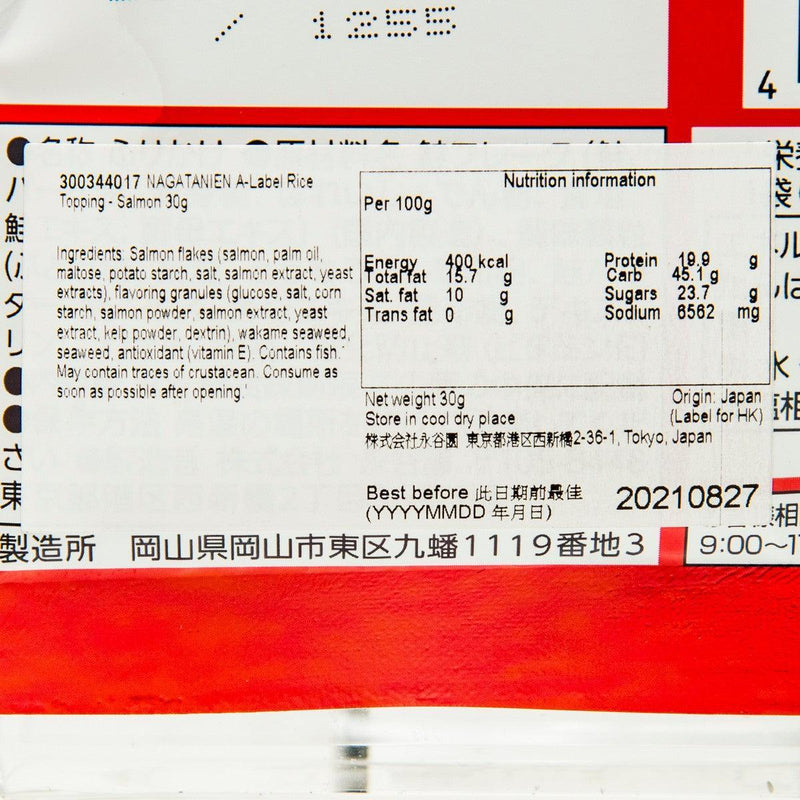 / 1255
4
300344017 NAGATANIEN A-Label Rice
Topping - Salmon 30g
Ingredients: Salmon flakes (salmon, palm oil,
maltose, potato starch, salt, salmon extract, yeast
extracts), flavoring granules (glucose, salt, corn
starch, salmon powder, salmon extract, yeast
extract, kelp powder, dextrin), wakame seaweed,
seaweed, antioxidant (vitamin E). Contains fish.
May contain traces of crustacean. Consume as
soon as possible after opening.
Nutrition information
Per 100g
Energy 400 kcal Protein 19.9 g
Total fat 15.7 g Carb 45.1 g
Sat. fat 10 g Sugars 23.7 g
Trans fat 0 g Sodium 6562 mg
Net weight 30g Origin: Japan
Store in cool dry place (Label for HK)
株式会社永谷園 東京都港区西新橋2-36-1, Tokyo, Japan
Best before 此日期前最佳 20210827
(YYYYMMDD 年月日)
製造所 岡山県岡山市東区九蟠1119番地3
9:00～1